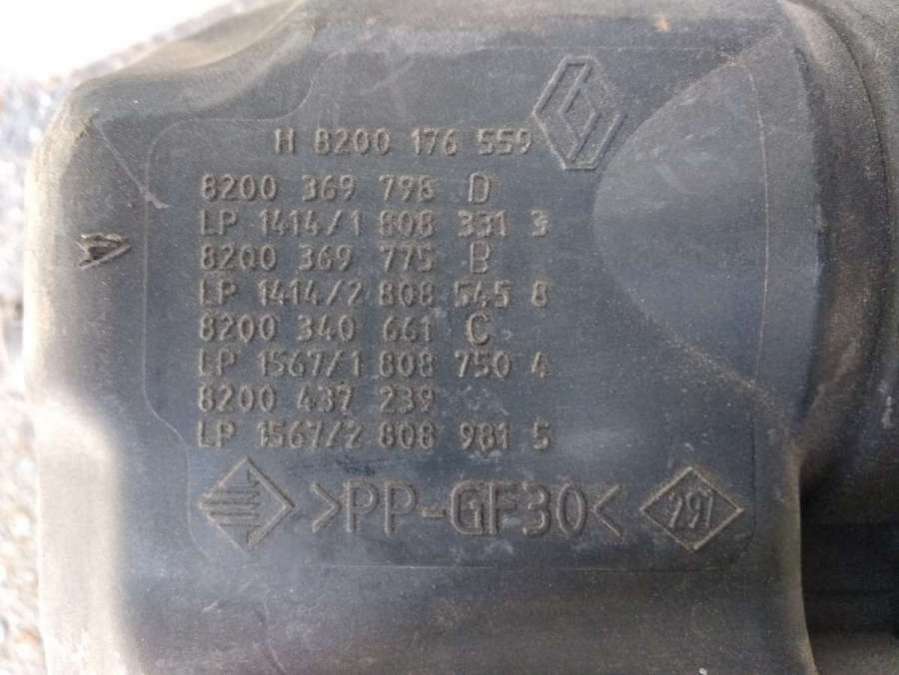 H 8200 176 559
8200 369 798 D
LP 1414/1 808 331 3
8200 369 775 B
LP 1414/2 808 545 8
8200 340 661 C
LP 1567/1 808 750 4
8200 437 239
LP 1567/2 808 981 5
>PP-GF30<
291